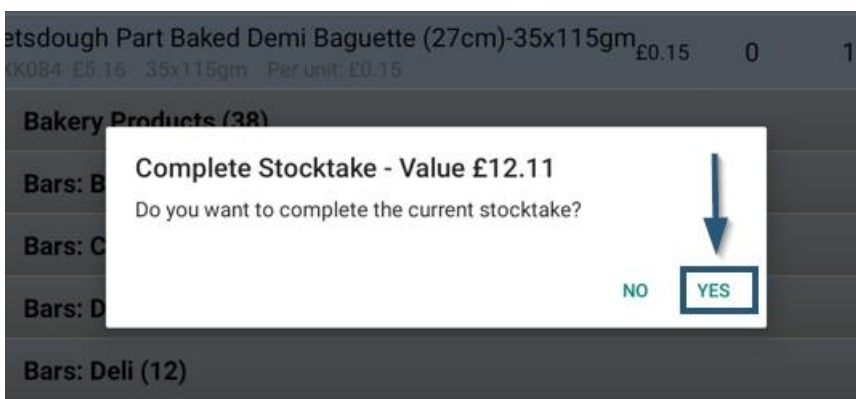 etsdough Part Baked Demi Baguette (27cm)-35x115gm £0.15 0 1
KK084 £5.16 35x115gm Per unit: £0.15
Bakery Products (38)
Complete Stocktake - Value £12.11
Bars: B
Do you want to complete the current stocktake?
Bars: C
NO YES
Bars: D
Bars: Deli (12)